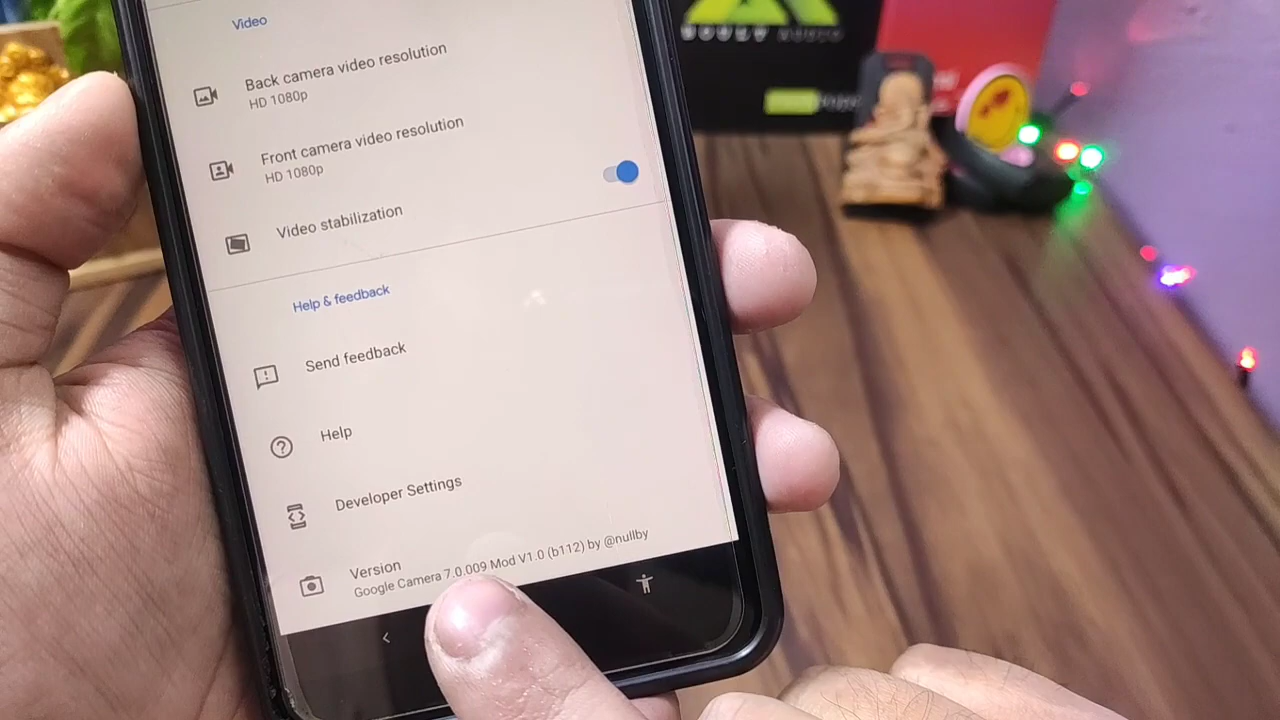 Video
Back camera video resolution
HD 1080p
Front camera video resolution
HD 1080p
Video stabilization
Help & feedback
Send feedback
Help
Developer Settings
Version
Google Camera 7.0.009 Mod V1.0 (b112) by @nullby